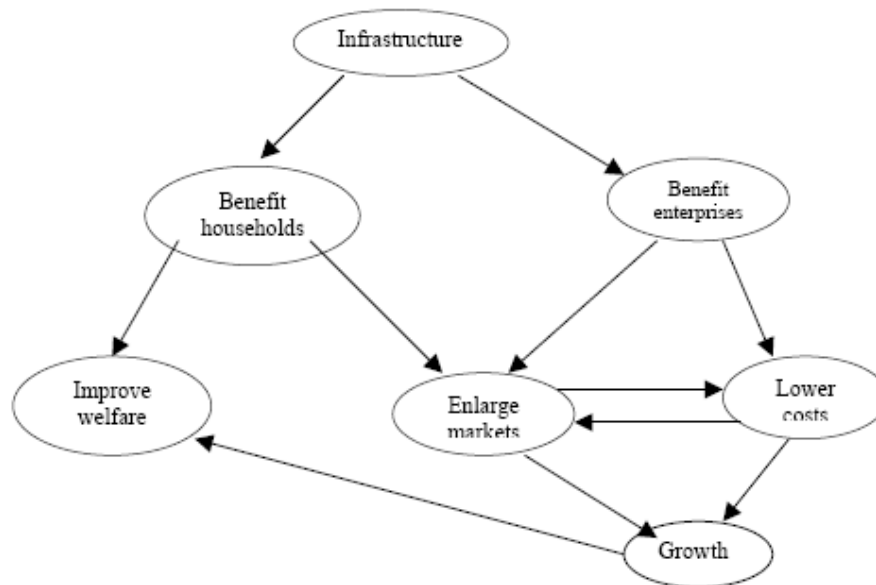 Infrastructure
Benefit
households
Benefit
enterprises
Improve
welfare
Enlarge
markets
Lower
costs
Growth